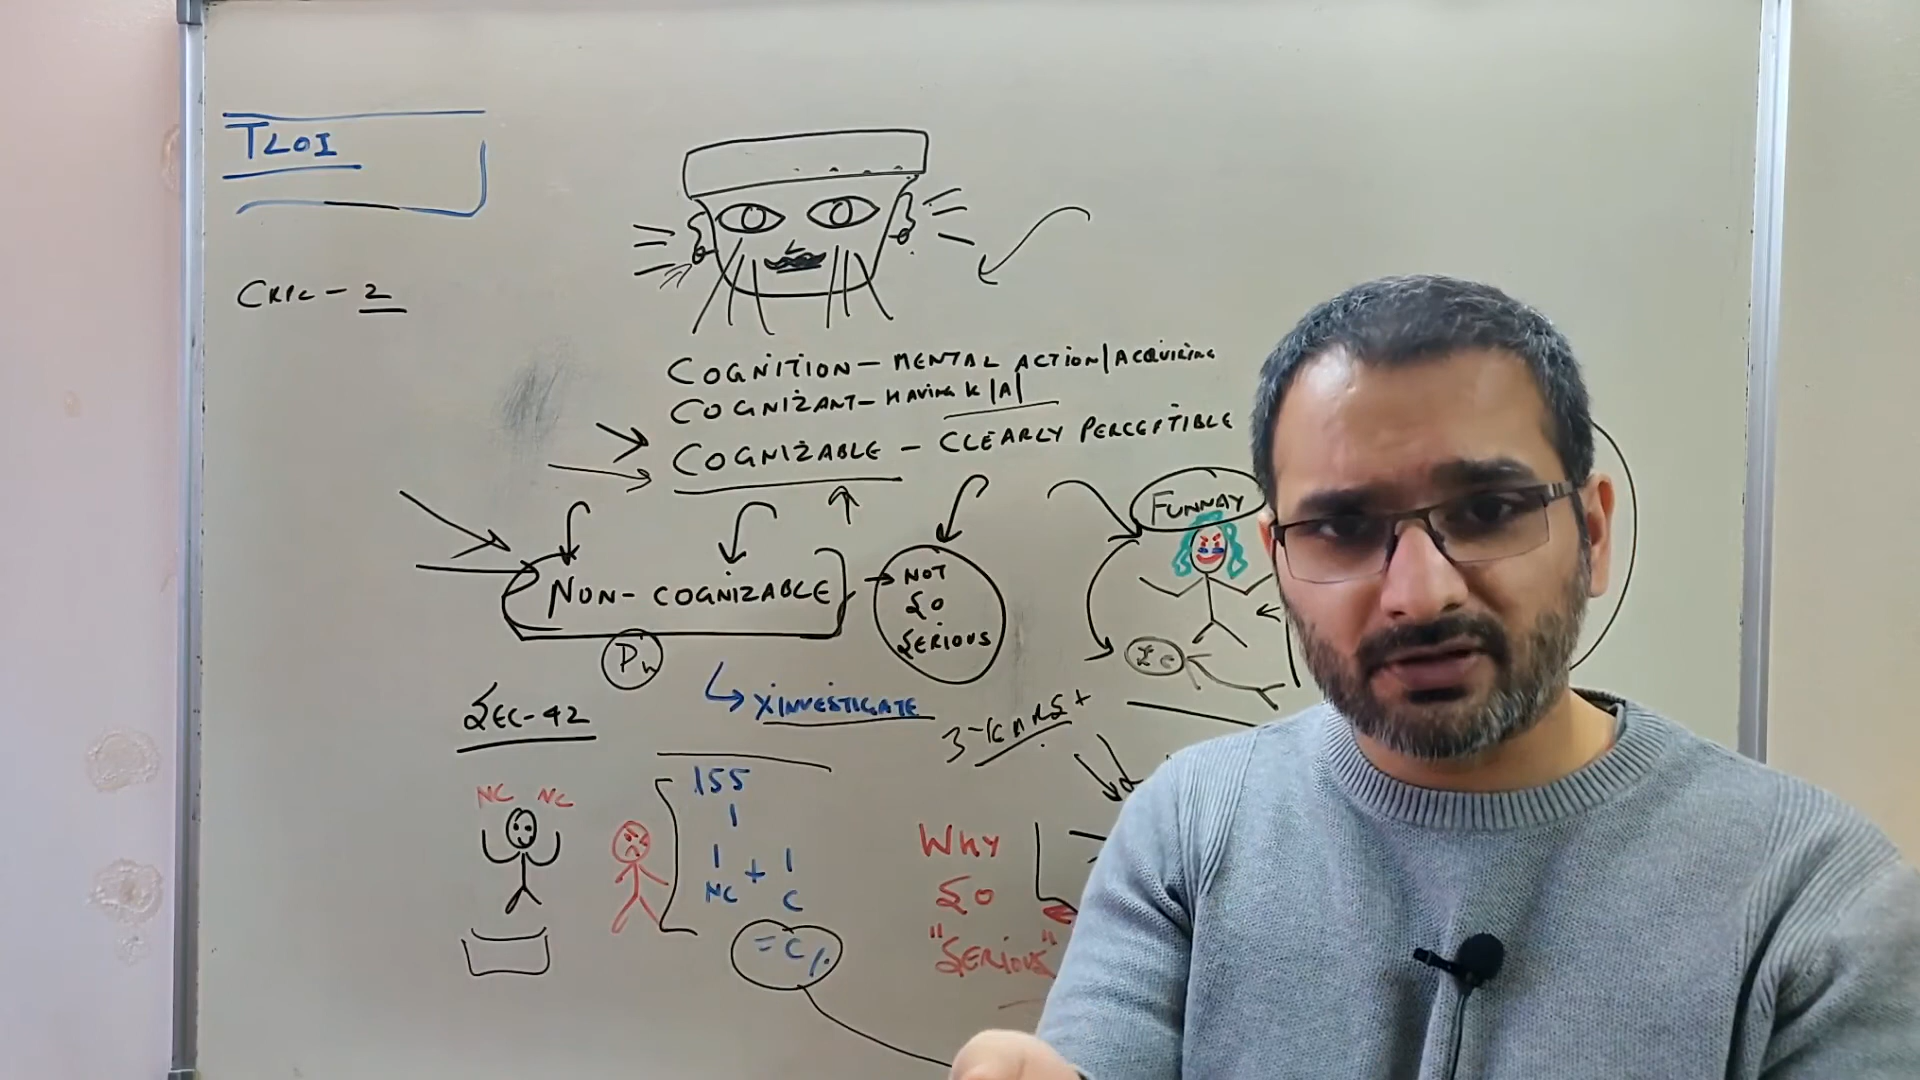 TLOI
CRPC - 2
COGNITION - MENTAL ACTION/ACQUIRING
COGNIZANT - HAVING K/A/
COGNIZABLE - CLEARLY PERCEPTIBLE
FUNNAY
NON-COGNIZABLE
NOT
SO
SERIOUS
SEC-42
XINVESTIGATE
3-YEARS+
NC NC
155
1
1 + 1
NC C
= C
WHY
SO
"SERIOUS"